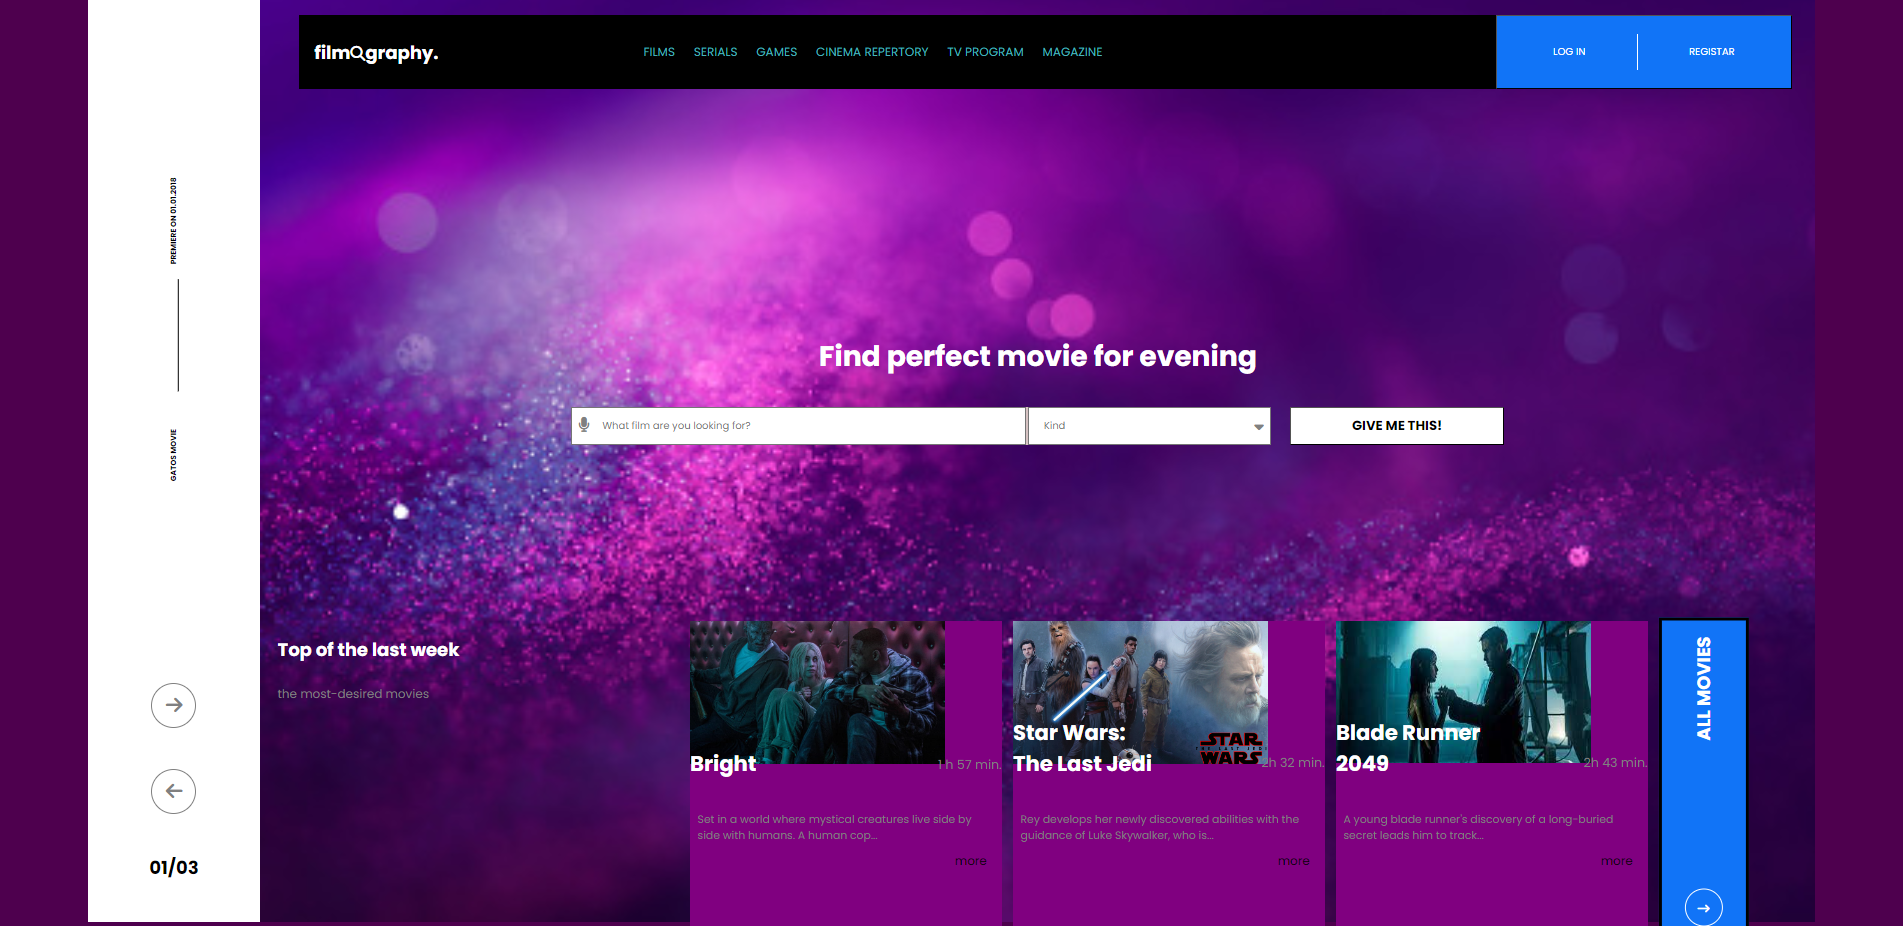 filmography.
FILMS SERIALS GAMES CINEMA REPERTORY TV PROGRAM MAGAZINE
LOG IN
REGISTAR
PREMIERE ON 01.01.2018
GATOS MOVIE
Find perfect movie for evening
What film are you looking for?
Kind
GIVE ME THIS!
Top of the last week
the most-desired movies
Bright
1 h 57 min.
Set in a world where mystical creatures live side by
side with humans. A human cop...
more
STAR
WARS
Star Wars:
The Last Jedi
2h 32 min.
Rey develops her newly discovered abilities with the
guidance of Luke Skywalker, who is...
more
Blade Runner
2049
2h 43 min.
A young blade runner's discovery of a long-buried
secret leads him to track...
more
ALL MOVIES
01/03